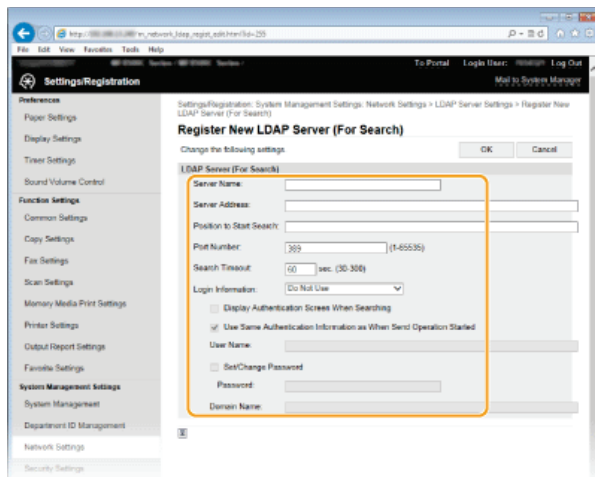 http://
/m_network_ldap_regist_edit.html?id=255
File Edit View Favorites Tools Help
To Portal Login User: Log Out
Settings/Registration
Mail to System Manager
Preferences
Paper Settings
Display Settings
Timer Settings
Sound Volume Control
Function Settings
Common Settings
Copy Settings
Fax Settings
Scan Settings
Memory Media Print Settings
Printer Settings
Output Report Settings
Favorite Settings
System Management Settings
System Management
Department ID Management
Network Settings
Security Settings
Settings/Registration: System Management Settings: Network Settings > LDAP Server Settings > Register New
LDAP Server (For Search)
Register New LDAP Server (For Search)
Change the following settings
OK Cancel
LDAP Server (For Search)
Server Name:
Server Address:
Position to Start Search:
Port Number: 389 (1-65535)
Search Timeout: 60 sec. (30-300)
Login Information: Do Not Use
Display Authentication Screen When Searching
Use Same Authentication Information as When Send Operation Started
User Name:
Set/Change Password
Password:
Domain Name: